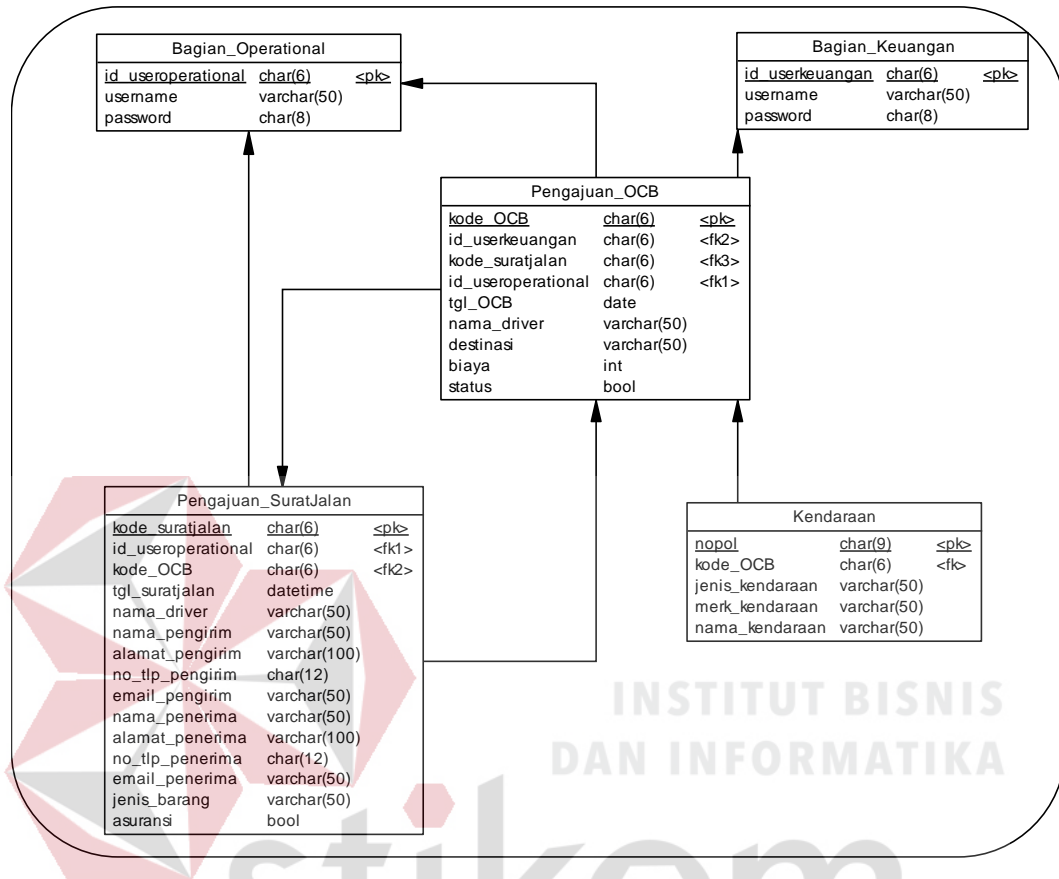 Bagian_Operational
id_useroperational char(6) <pk>
username varchar(50)
password char(8)
Bagian_Keuangan
id_userkeuangan char(6) <pk>
username varchar(50)
password char(8)
Pengajuan_OCB
kode_OCB char(6) <pk>
id_userkeuangan char(6) <fk2>
kode_suratjalan char(6) <fk3>
id_useroperational char(6) <fk1>
tgl_OCB date
nama_driver varchar(50)
destinasi varchar(50)
biaya int
status bool
Pengajuan_SuratJalan
kode_suratjalan char(6) <pk>
id_useroperational char(6) <fk1>
kode_OCB char(6) <fk2>
tgl_suratjalan datetime
nama_driver varchar(50)
nama_pengirim varchar(50)
alamat_pengirim varchar(100)
no_tlp_pengirim char(12)
email_pengirim varchar(50)
nama_penerima varchar(50)
alamat_penerima varchar(100)
no_tlp_penerima char(12)
email_penerima varchar(50)
jenis_barang varchar(50)
asuransi bool
Kendaraan
nopol char(9) <pk>
kode_OCB char(6) <fk>
jenis_kendaraan varchar(50)
merk_kendaraan varchar(50)
nama_kendaraan varchar(50)
INSTITUT BISNIS
DAN INFORMATIKA
stikom